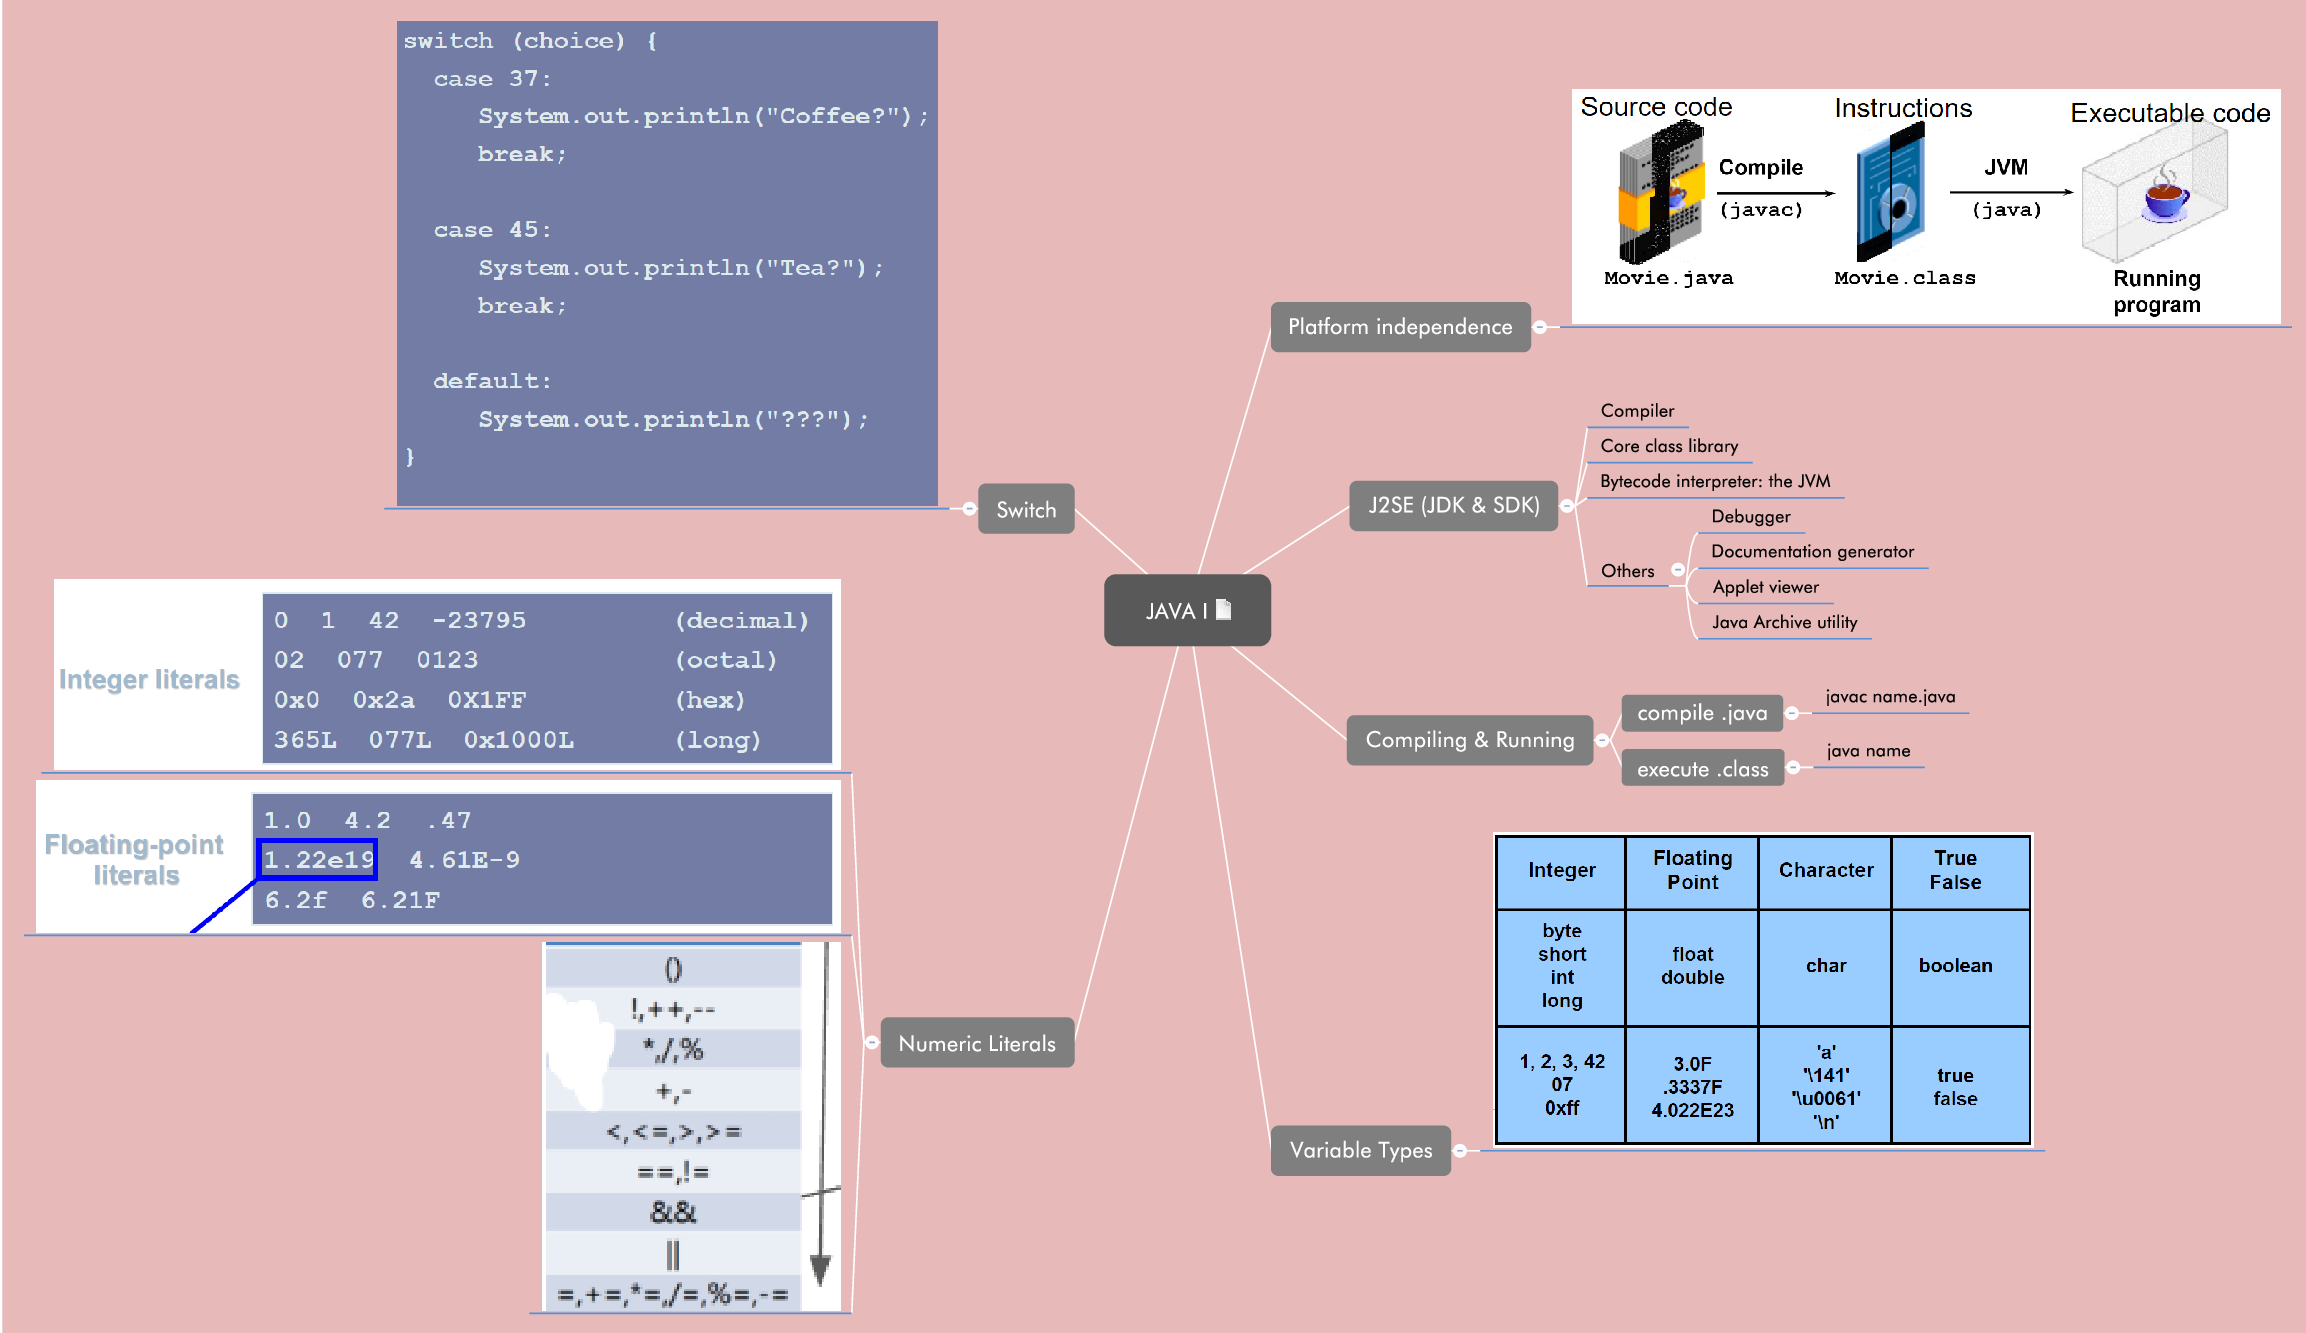 switch (choice) {
case 37:
System.out.println("Coffee?");
break;
case 45:
System.out.println("Tea?");
break;
default:
System.out.println("???");
}
Switch
Integer literals
0 1 42 -23795 (decimal)
02 077 0123 (octal)
0x0 0x2a 0X1FF (hex)
365L 077L 0x1000L (long)
Floating-point
literals
1.0 4.2 .47
1.22e19 4.61E-9
6.2f 6.21F
()
!,++,--
*,/,%
+,-
<,<=,>,>=
==,!=
&&
||
=,+=,*=,/=,%=,-=
Numeric Literals
JAVA I
Platform independence
Source code
Instructions
Executable code
Compile
(javac)
JVM
(java)
Movie.java
Movie.class
Running
program
J2SE (JDK & SDK)
Compiler
Core class library
Bytecode interpreter: the JVM
Others
Debugger
Documentation generator
Applet viewer
Java Archive utility
Compiling & Running
compile .java
javac name.java
execute .class
java name
Variable Types
Integer
Floating
Point
Character
True
False
byte
short
int
long
float
double
char
boolean
1, 2, 3, 42
07
0xff
3.0F
.3337F
4.022E23
'a'
'\141'
'\u0061'
'\n'
true
false